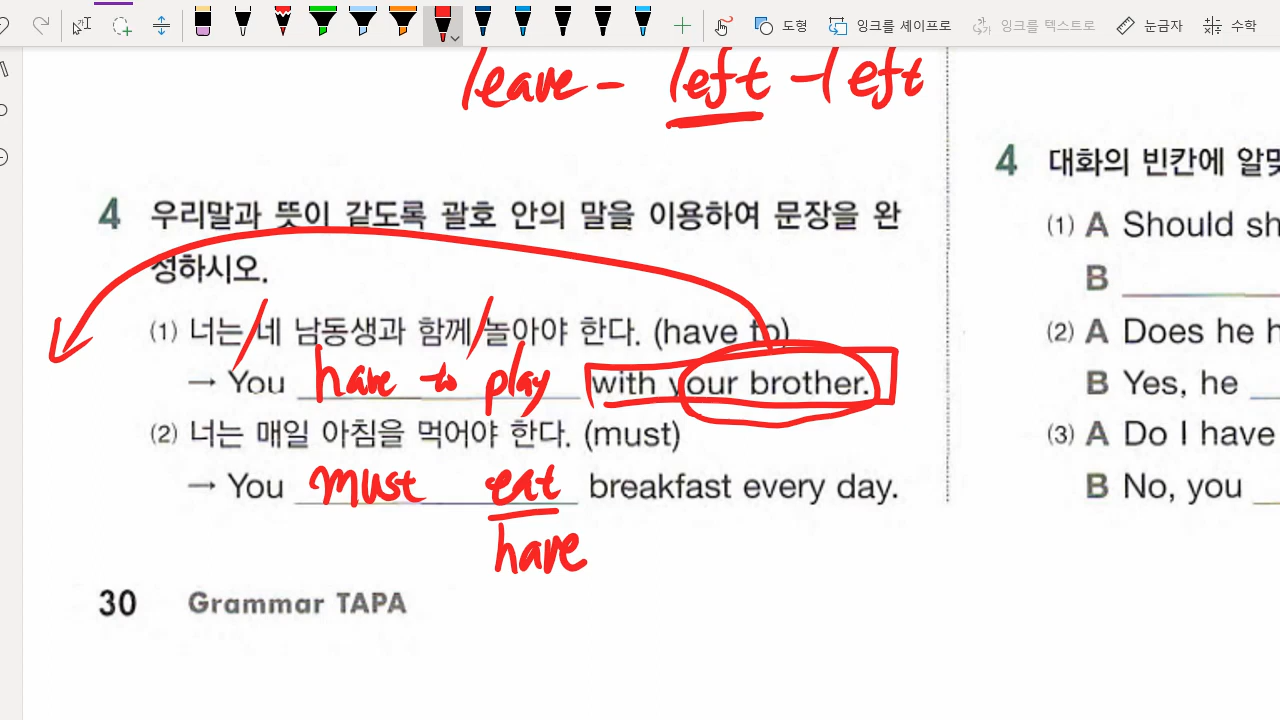 도형 잉크를 셰이프로 잉크를 텍스트로 눈금자 수학
leave - left - left
4 우리말과 뜻이 같도록 괄호 안의 말을 이용하여 문장을 완
성하시오.
(1) 너는 네 남동생과 함께 놀아야 한다. (have to)
→ You have to play with your brother.
(2) 너는 매일 아침을 먹어야 한다. (must)
→ You must eat breakfast every day.
have
30 Grammar TAPA
4 대화의 빈칸에 알맞
(1) A Should sh
B
(2) A Does he h
B Yes, he
(3) A Do I have
B No, you